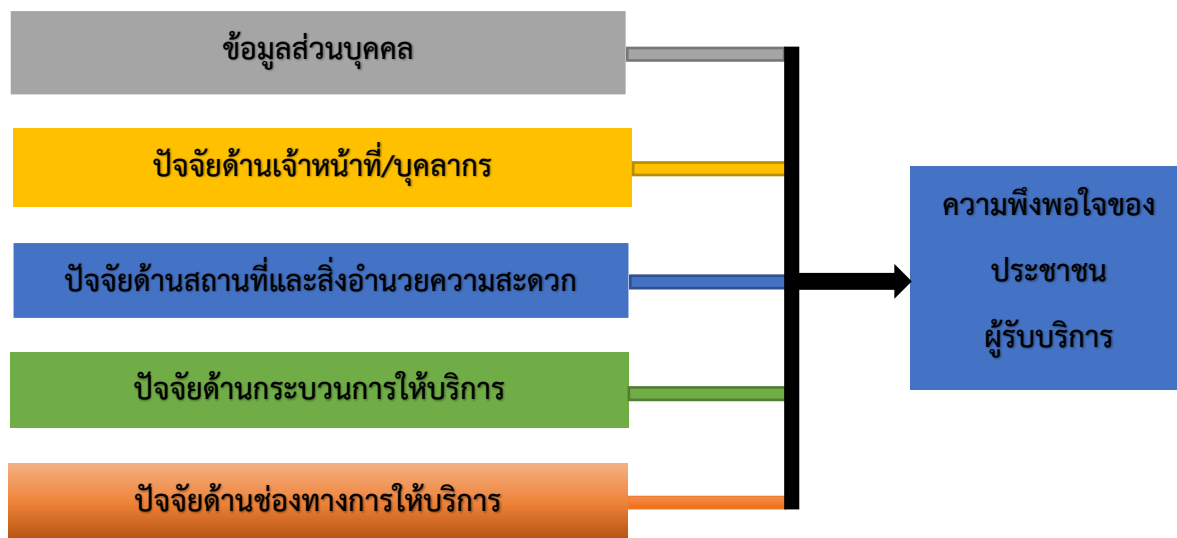 ข้อมูลส่วนบุคคล
ปัจจัยด้านเจ้าหน้าที่/บุคลากร
ปัจจัยด้านสถานที่และสิ่งอำนวยความสะดวก
ปัจจัยด้านกระบวนการให้บริการ
ปัจจัยด้านช่องทางการให้บริการ
ความพึงพอใจของ
ประชาชน
ผู้รับบริการ